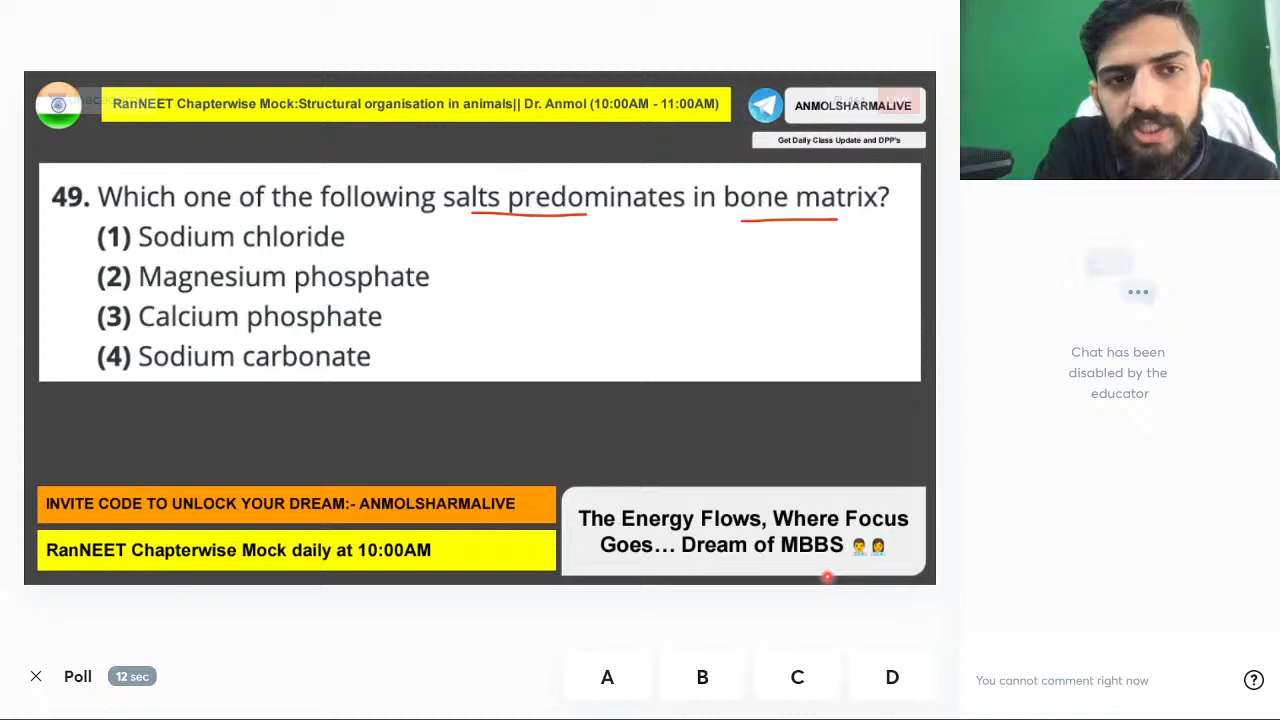 RanNEET Chapterwise Mock:Structural organisation in animals|| Dr. Anmol (10:00AM - 11:00AM)
ANMOLSHARMALIVE
Get Daily Class Update and DPP's
49. Which one of the following salts predominates in bone matrix?
(1) Sodium chloride
(2) Magnesium phosphate
(3) Calcium phosphate
(4) Sodium carbonate
INVITE CODE TO UNLOCK YOUR DREAM:- ANMOLSHARMALIVE
RanNEET Chapterwise Mock daily at 10:00AM
The Energy Flows, Where Focus
Goes... Dream of MBBS
Chat has been
disabled by the
educator
Poll 12 sec
A B C D
You cannot comment right now